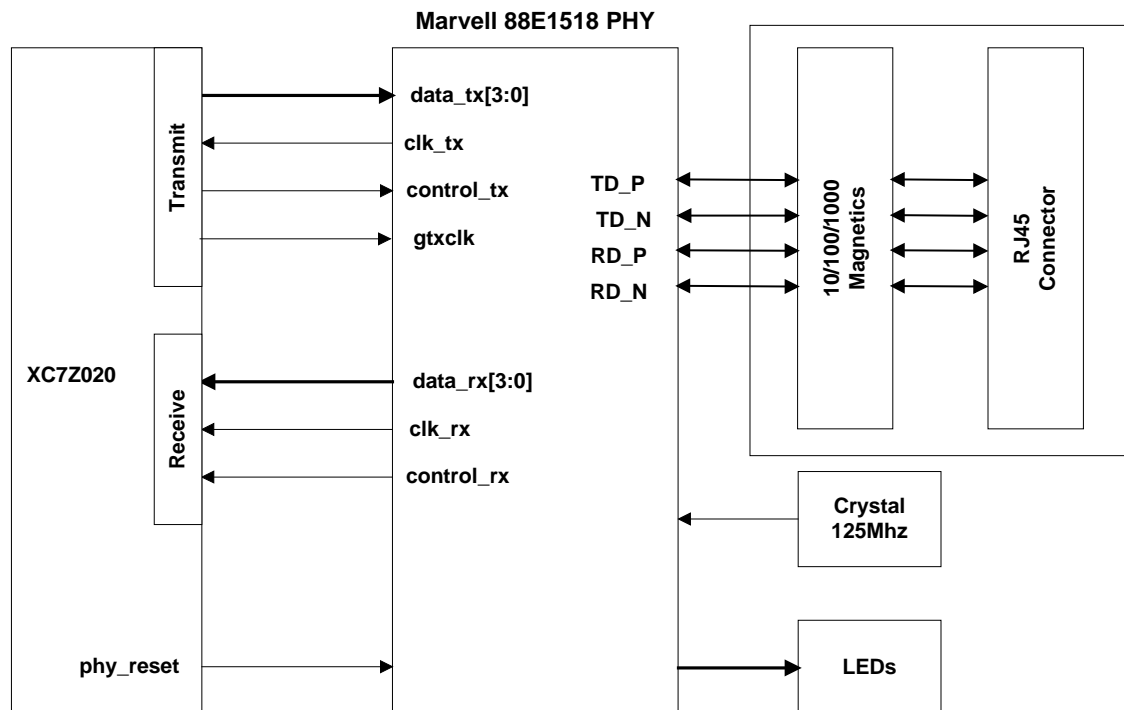 Marvell 88E1518 PHY
Transmit
data_tx[3:0]
clk_tx
control_tx
gtxclk
TD_P
TD_N
RD_P
RD_N
10/100/1000
Magnetics
RJ45
Connector
XC7Z020
Receive
data_rx[3:0]
clk_rx
control_rx
Crystal
125Mhz
phy_reset
LEDs